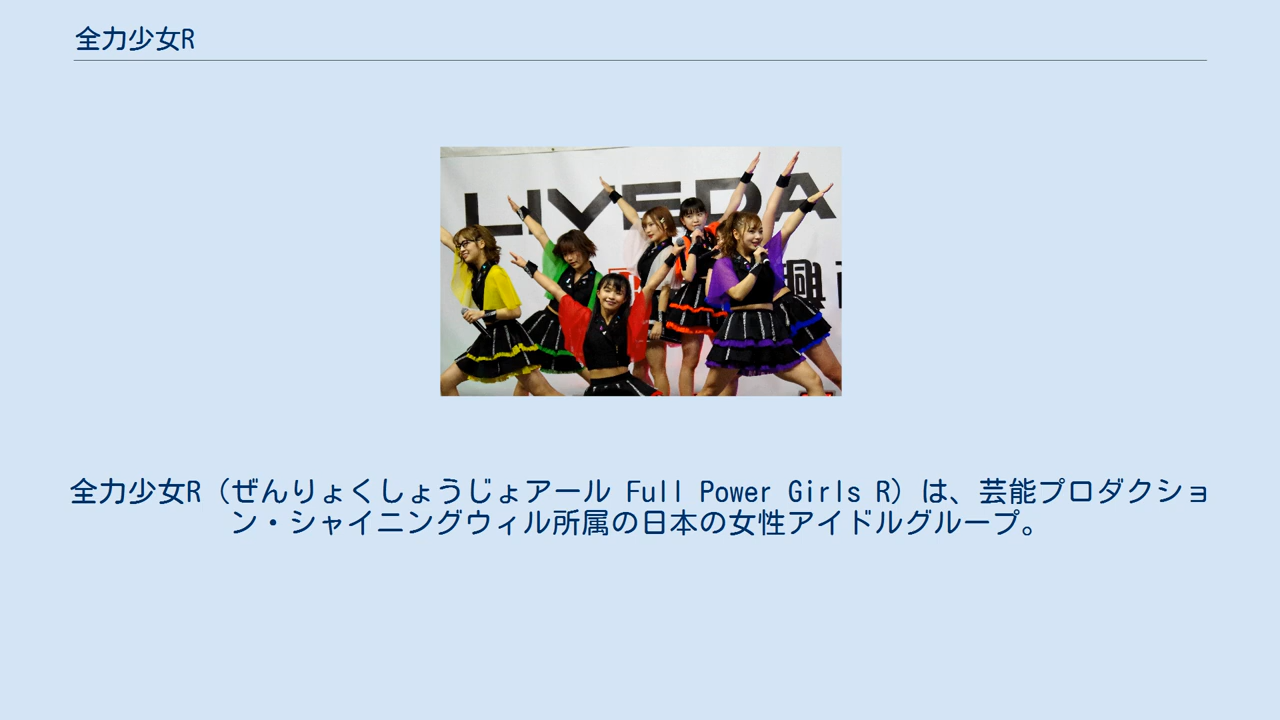 全力少女R
LIVEDA
興
全力少女R（ぜんりょくしょうじょアール Full Power Girls R）は、芸能プロダクショ
ン・シャイニングウィル所属の日本の女性アイドルグループ。